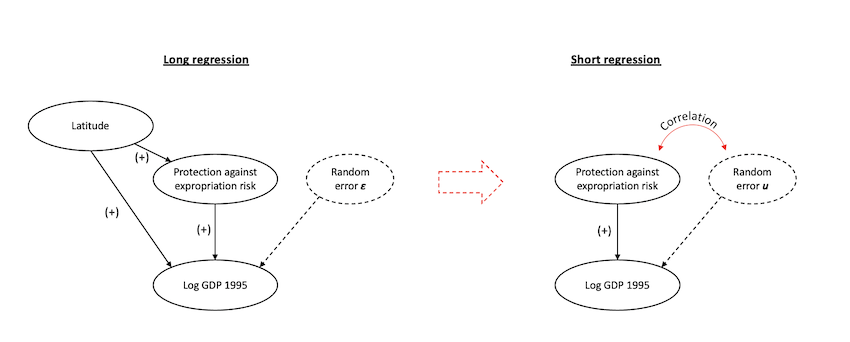 Long regression
Short regression
Latitude
Correlation
(+)
Protection against
expropriation risk
Random
error ε
Protection against
expropriation risk
Random
error u
(+)
(+)
(+)
Log GDP 1995
Log GDP 1995